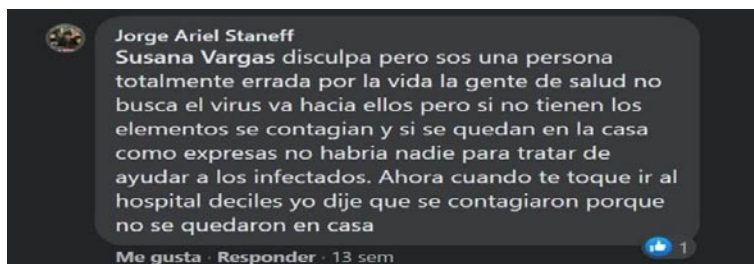 Jorge Ariel Staneff
Susana Vargas disculpa pero sos una persona
totalmente errada por la vida la gente de salud no
busca el virus va hacia ellos pero si no tienen los
elementos se contagian y si se quedan en la casa
como expresas no habria nadie para tratar de
ayudar a los infectados. Ahora cuando te toque ir al
hospital deciles yo dije que se contagiaron porque
no se quedaron en casa
1
Me gusta · Responder · 13 sem